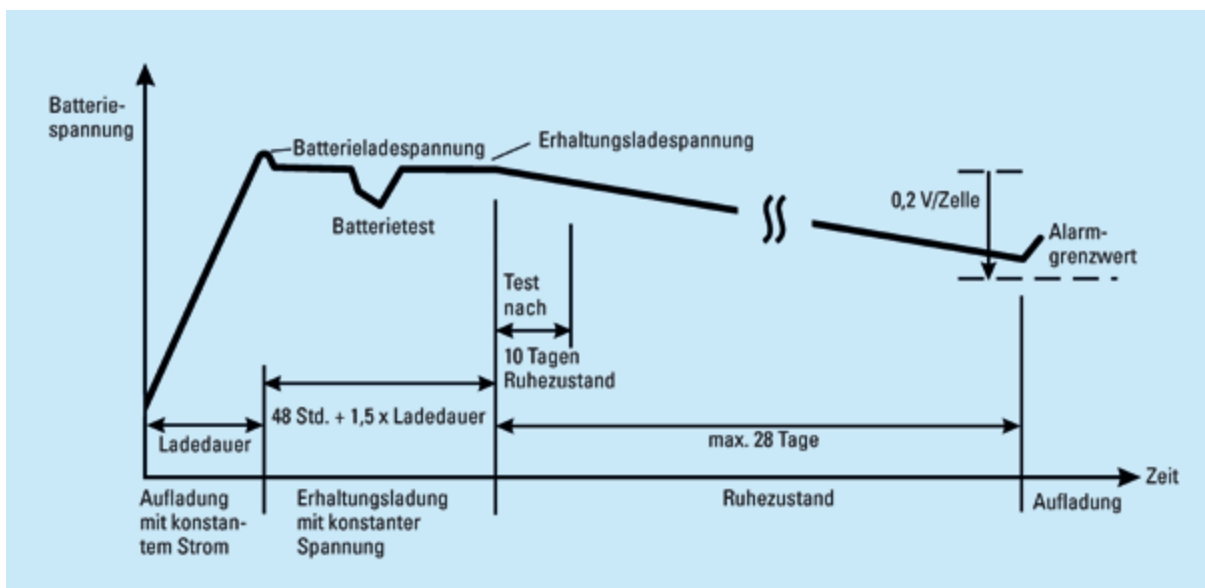 Batterie-
spannung
Batterieladespannung
Erhaltungsladespannung
Batterietest
0,2 V/Zelle
Alarm-
grenzwert
Test
nach
10 Tagen
Ruhezustand
48 Std. + 1,5 x Ladedauer
Ladedauer
max. 28 Tage
Zeit
Aufladung
mit konstan-
tem Strom
Erhaltungsladung
mit konstanter
Spannung
Ruhezustand
Aufladung